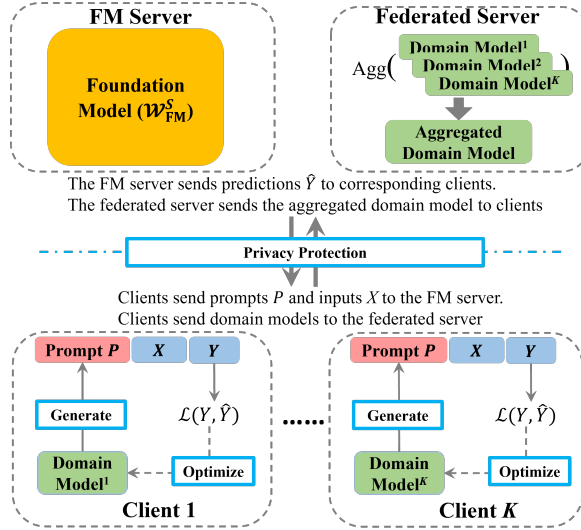 FM Server
Foundation
Model (𝓦ˢ_FM)
Federated Server
Agg(
Domain Model¹
Domain Model²
Domain Modelᴷ
)
Aggregated
Domain Model
The FM server sends predictions Ŷ to corresponding clients.
The federated server sends the aggregated domain model to clients
Privacy Protection
Clients send prompts P and inputs X to the FM server.
Clients send domain models to the federated server
Prompt P X Y
Generate
ℒ(Y, Ŷ)
Domain
Model¹
Optimize
Client 1
......
Prompt P X Y
Generate
ℒ(Y, Ŷ)
Domain
Modelᴷ
Optimize
Client K